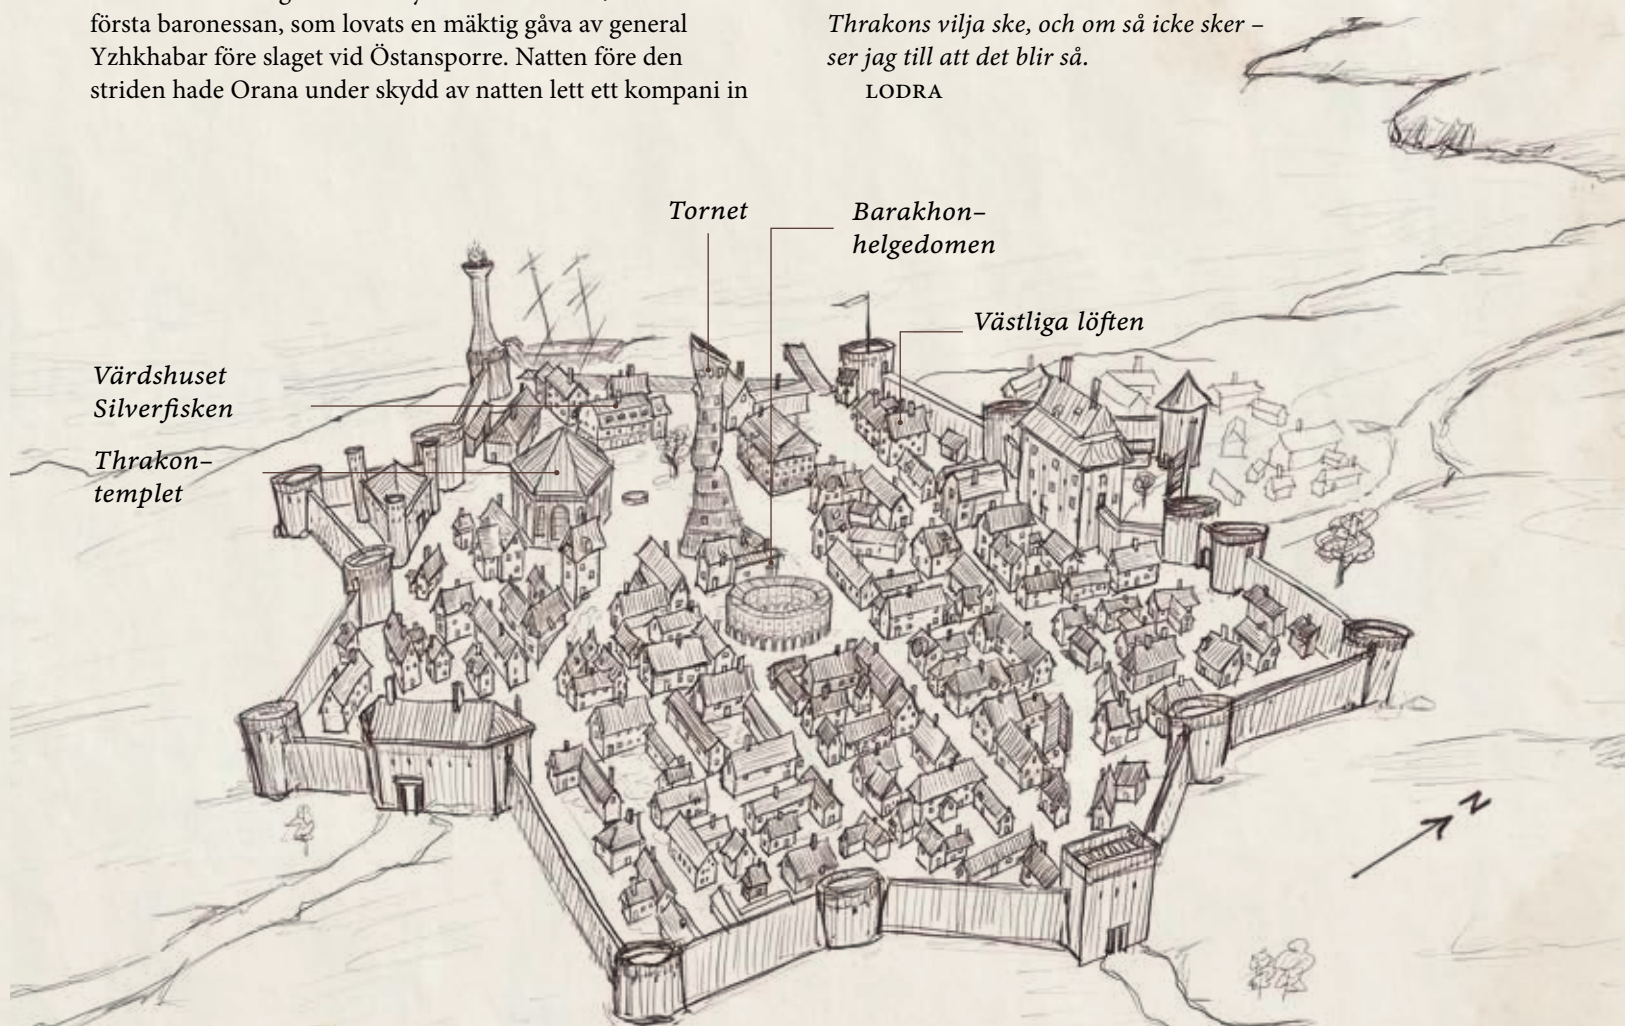 första baronessan, som lovats en mäktig gåva av general
Yzhkhabar före slaget vid Östansporre. Natten före den
striden hade Orana under skydd av natten lett ett kompani in
Thrakons vilja ske, och om så icke sker –
ser jag till att det blir så.
LODRA
Tornet
Barakhon–
helgedomen
Västliga löften
Värdshuset
Silverfisken
Thrakon–
templet
N